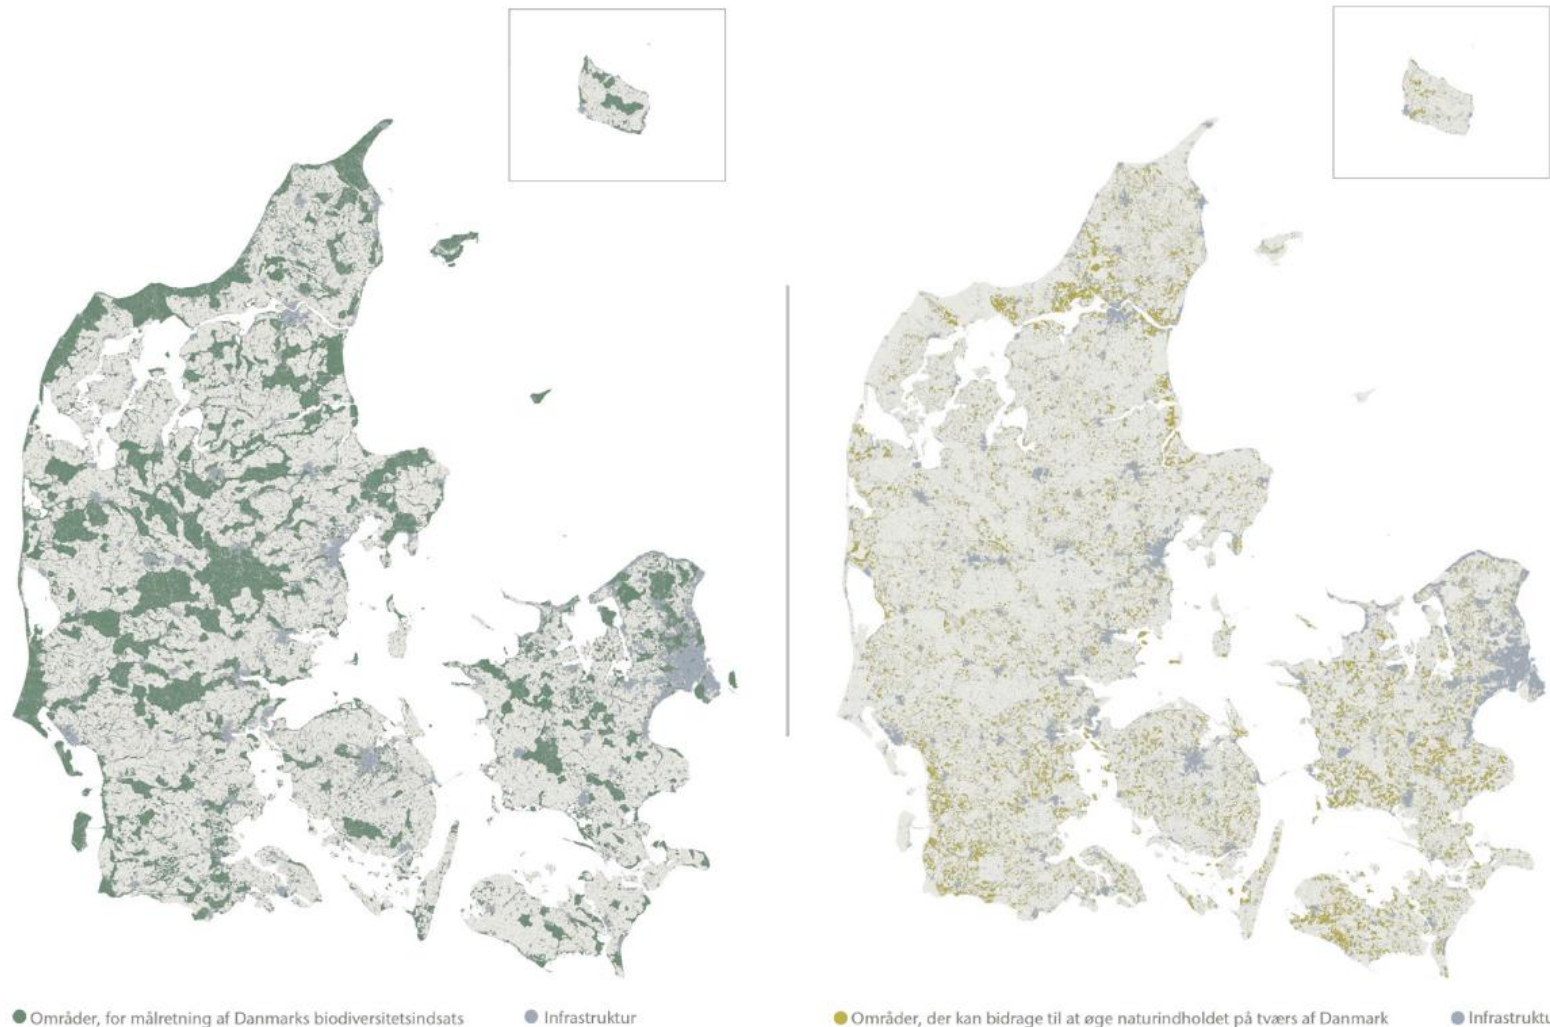 Områder, for målretning af Danmarks biodiversitetsindsats
Infrastruktur
Områder, der kan bidrage til at øge naturindholdet på tværs af Danmark
Infrastruktu